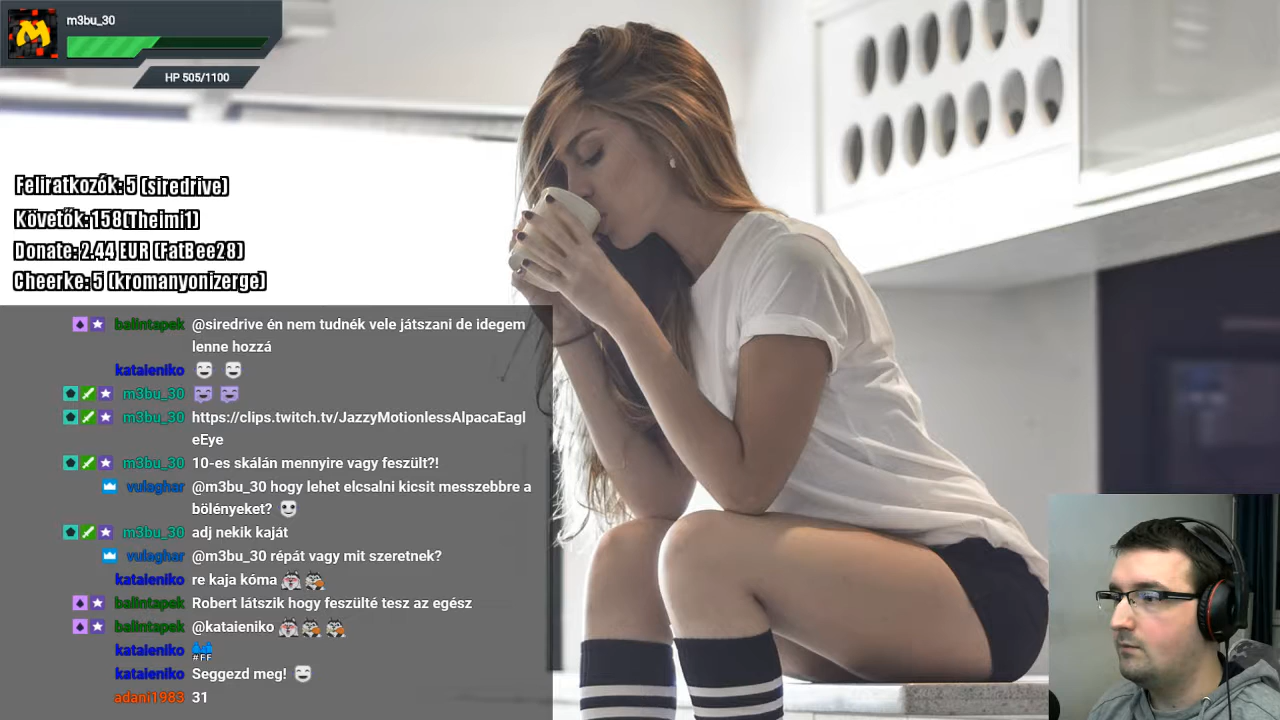 m3bu_30
HP 505/1100
Feliratkozók: 5 (siredrive)
Követők: 158(Theimi1)
Donate: 2.44 EUR (FatBee28)
Cheerke: 5 (kromanyonizerge)
balintapek @siredrive én nem tudnék vele játszani de idegem
lenne hozzá
kataieniko
m3bu_30
m3bu_30 https://clips.twitch.tv/JazzyMotionlessAlpacaEagl
eEye
m3bu_30 10-es skálán mennyire vagy feszült?!
vulaghar @m3bu_30 hogy lehet elcsalni kicsit messzebbre a
bölényeket?
m3bu_30 adj nekik kaját
vulaghar @m3bu_30 répát vagy mit szeretnek?
kataieniko re kaja kóma
balintapek Robert látszik hogy feszülté tesz az egész
balintapek @kataieniko
kataieniko #FF
kataieniko Seggezd meg!
adani1983 31